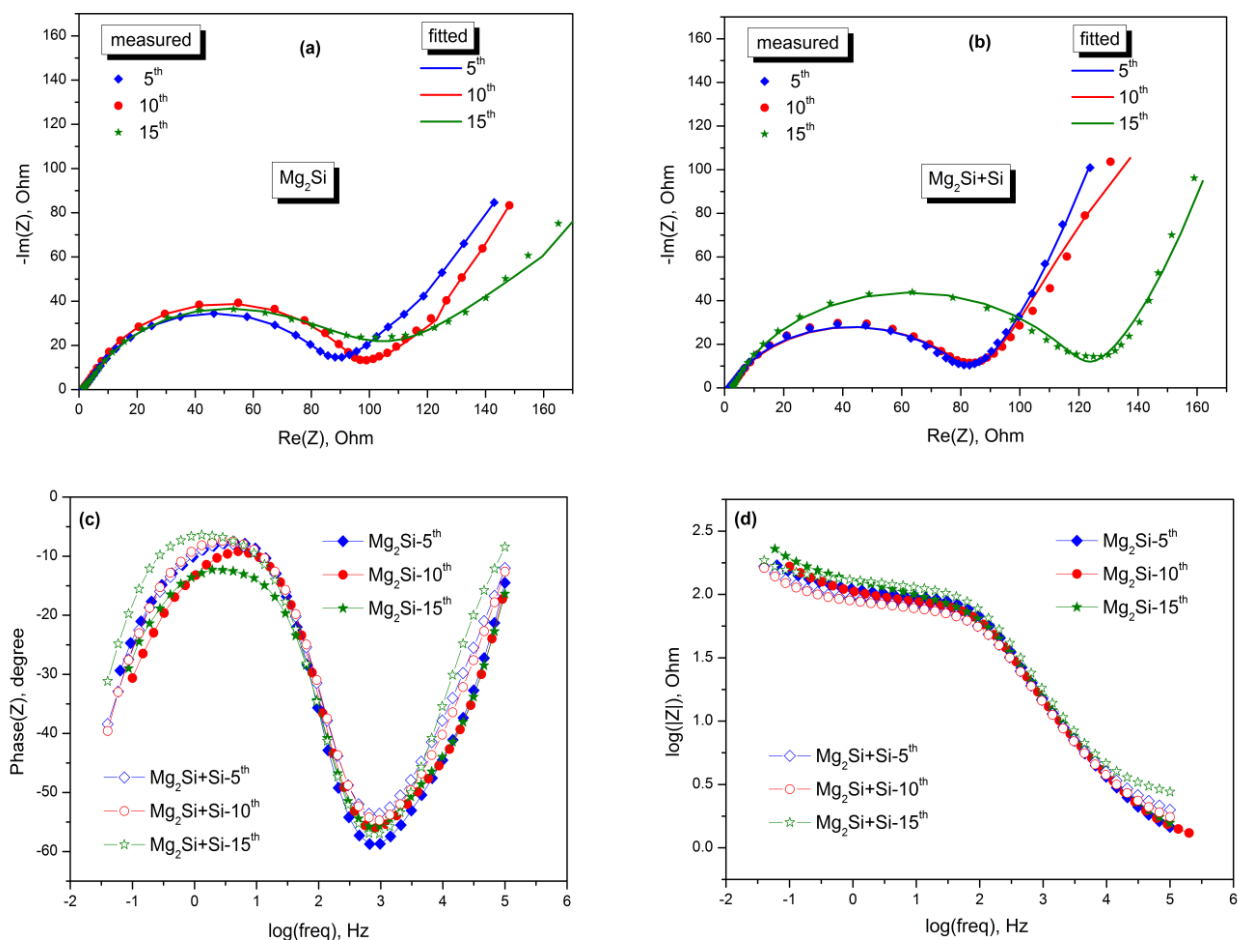 (a)
measured
5th
10th
15th
fitted
5th
10th
15th
Mg2Si
170
160
140
120
100
80
60
40
20
0
-Im(Z), Ohm
0 20 40 60 80 100 120 140 160
Re(Z), Ohm
(b)
measured
5th
10th
15th
fitted
5th
10th
15th
Mg2Si+Si
160
140
120
100
80
60
40
20
0
-Im(Z), Ohm
0 20 40 60 80 100 120 140 160
Re(Z), Ohm
(c)
Mg2Si-5th
Mg2Si-10th
Mg2Si-15th
Mg2Si+Si-5th
Mg2Si+Si-10th
Mg2Si+Si-15th
0
-10
-20
-30
-40
-50
-60
Phase(Z), degree
-2 -1 0 1 2 3 4 5 6
log(freq), Hz
(d)
Mg2Si-5th
Mg2Si-10th
Mg2Si-15th
Mg2Si+Si-5th
Mg2Si+Si-10th
Mg2Si+Si-15th
2.5
2.0
1.5
1.0
0.5
0.0
log(|Z|), Ohm
-2 -1 0 1 2 3 4 5 6
log(freq), Hz